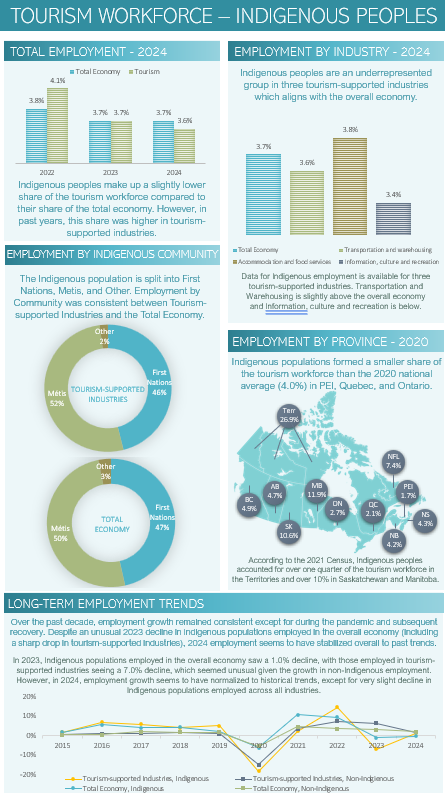 TOURISM WORKFORCE – INDIGENOUS PEOPLES
TOTAL EMPLOYMENT - 2024
Total Economy Tourism
4.1%
3.8%
3.7% 3.7%
3.7%
3.6%
2022 2023 2024
Indigenous peoples make up a slightly lower
share of the tourism workforce compared to
their share of the total economy. However, in
past years, this share was higher in tourism-
supported industries.
EMPLOYMENT BY INDIGENOUS COMMUNITY
The Indigenous population is split into First
Nations, Metis, and Other. Employment by
Community was consistent between Tourism-
supported Industries and the Total Economy.
Other
2%
First
Nations
46%
TOURISM-SUPPORTED
INDUSTRIES
Métis
52%
Other
3%
First
Nations
47%
TOTAL
ECONOMY
Métis
50%
EMPLOYMENT BY INDUSTRY - 2024
Indigenous peoples are an underrepresented
group in three tourism-supported industries
which aligns with the overall economy.
3.7%
3.6%
3.8%
3.4%
Total Economy
Transportation and warehousing
Accommodation and food services
Information, culture and recreation
Data for Indigenous employment is available for three
tourism-supported industries. Transportation and
Warehousing is slightly above the overall economy
and Information, culture and recreation is below.
EMPLOYMENT BY PROVINCE - 2020
Indigenous populations formed a smaller share of
the tourism workforce than the 2020 national
average (4.0%) in PEI, Quebec, and Ontario.
Terr
26.9%
NFL
7.4%
AB
4.7%
MB
11.9%
PEI
1.7%
BC
4.9%
ON
2.7%
QC
2.1%
NS
4.3%
SK
10.6%
NB
4.2%
According to the 2021 Census, Indigenous peoples
accounted for over one quarter of the tourism workforce in
the Territories and over 10% in Saskatchewan and Manitoba.
LONG-TERM EMPLOYMENT TRENDS
Over the past decade, employment growth remained consistent except for during the pandemic and subsequent
recovery. Despite an unusual 2023 decline in Indigenous populations employed in the overall economy (including
a sharp drop in tourism-supported industries), 2024 employment seems to have stabilized overall to past trends.
In 2023, Indigenous populations employed in the overall economy saw a 1.0% decline, with those employed in tourism-
supported industries seeing a 7.0% decline, which seemed unusual given the growth in non-Indigenous employment.
However, in 2024, employment growth seems to have normalized to historical trends, except for very slight decline in
Indigenous populations employed across all industries.
20%
10%
0%
2015 2016 2017 2018 2019 2020 2021 2022 2023 2024
-10%
-20%
Tourism-supported Industries, Indigenous
Tourism-supported Industries, Non-Indigienous
Total Economy, Indigenous
Total Economy, Non-Indigenous